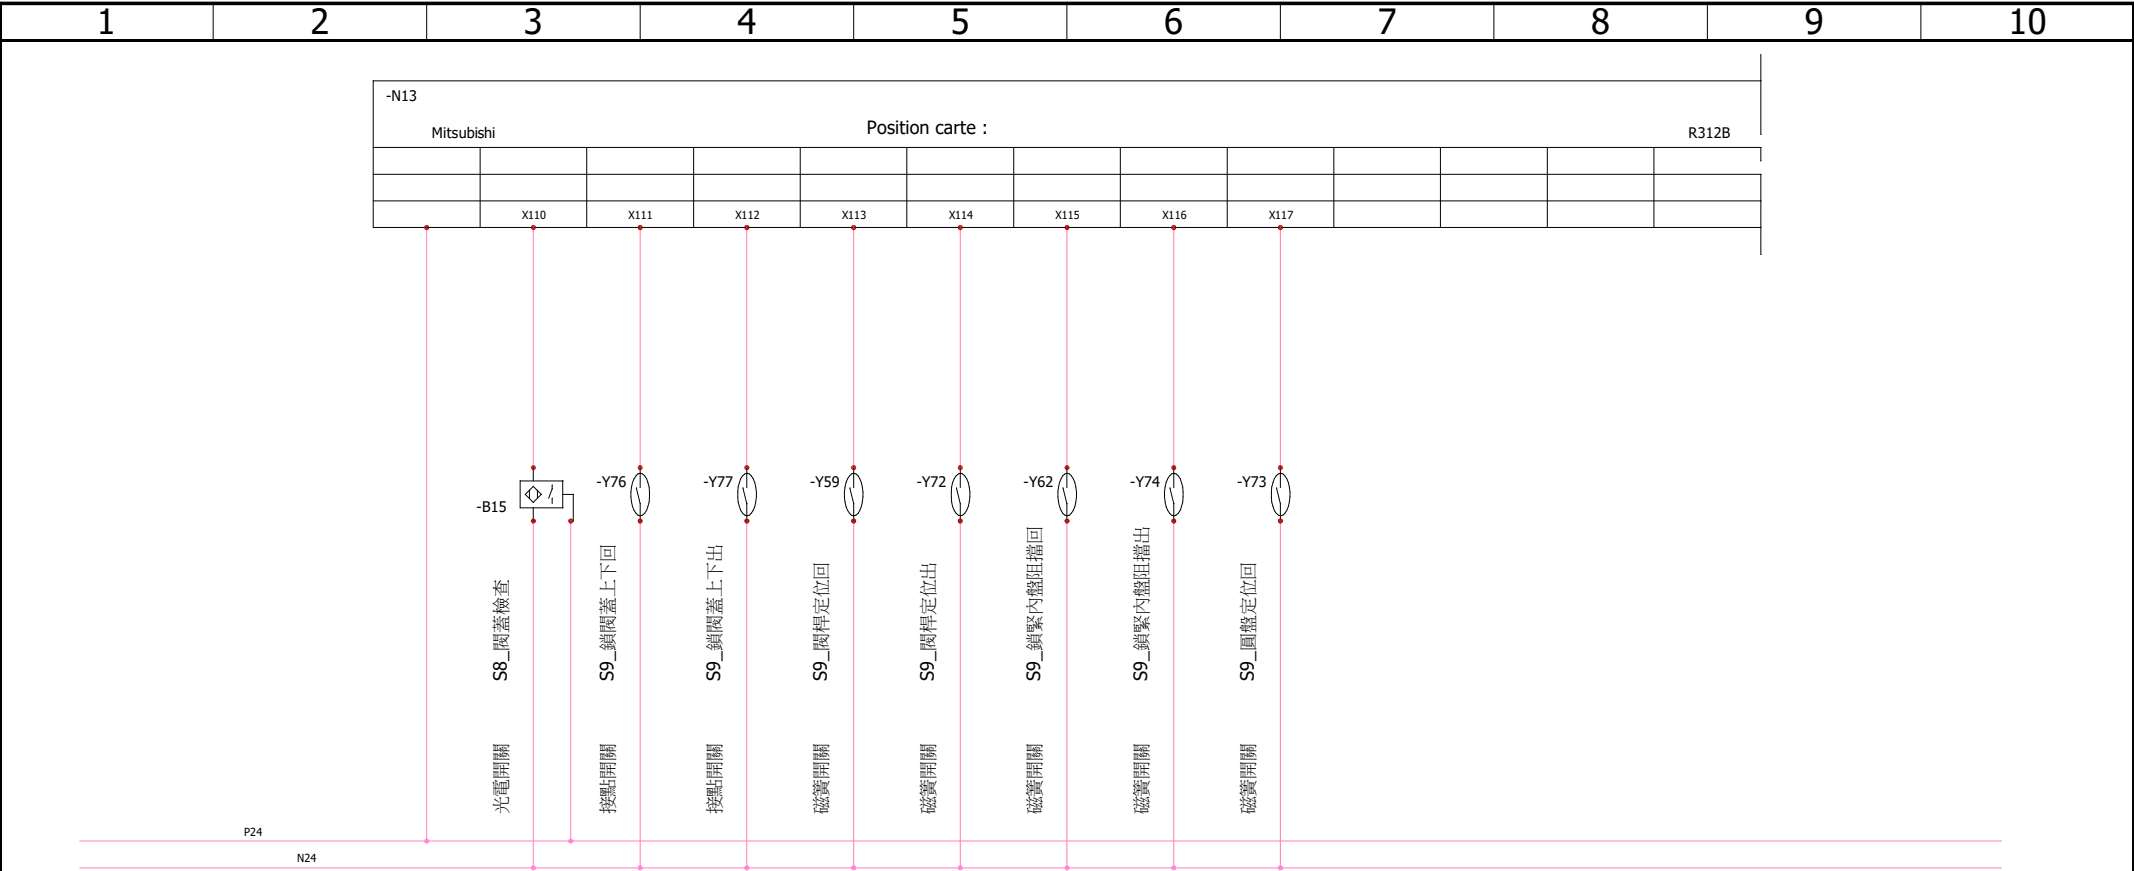 1 2 3 4 5 6 7 8 9 10
-N13
Mitsubishi Position carte : R312B
X110 X111 X112 X113 X114 X115 X116 X117
-B15 -Y76 -Y77 -Y59 -Y72 -Y62 -Y74 -Y73
S8_閥蓋檢查
S9_鎖閥蓋上下回
S9_鎖閥蓋上下出
S9_閥桿定位回
S9_閥桿定位出
S9_鎖緊內盤阻擋回
S9_鎖緊內盤阻擋出
S9_圓盤定位回
光電開關
接點開關
接點開關
磁簧開關
磁簧開關
磁簧開關
磁簧開關
磁簧開關
P24
N24